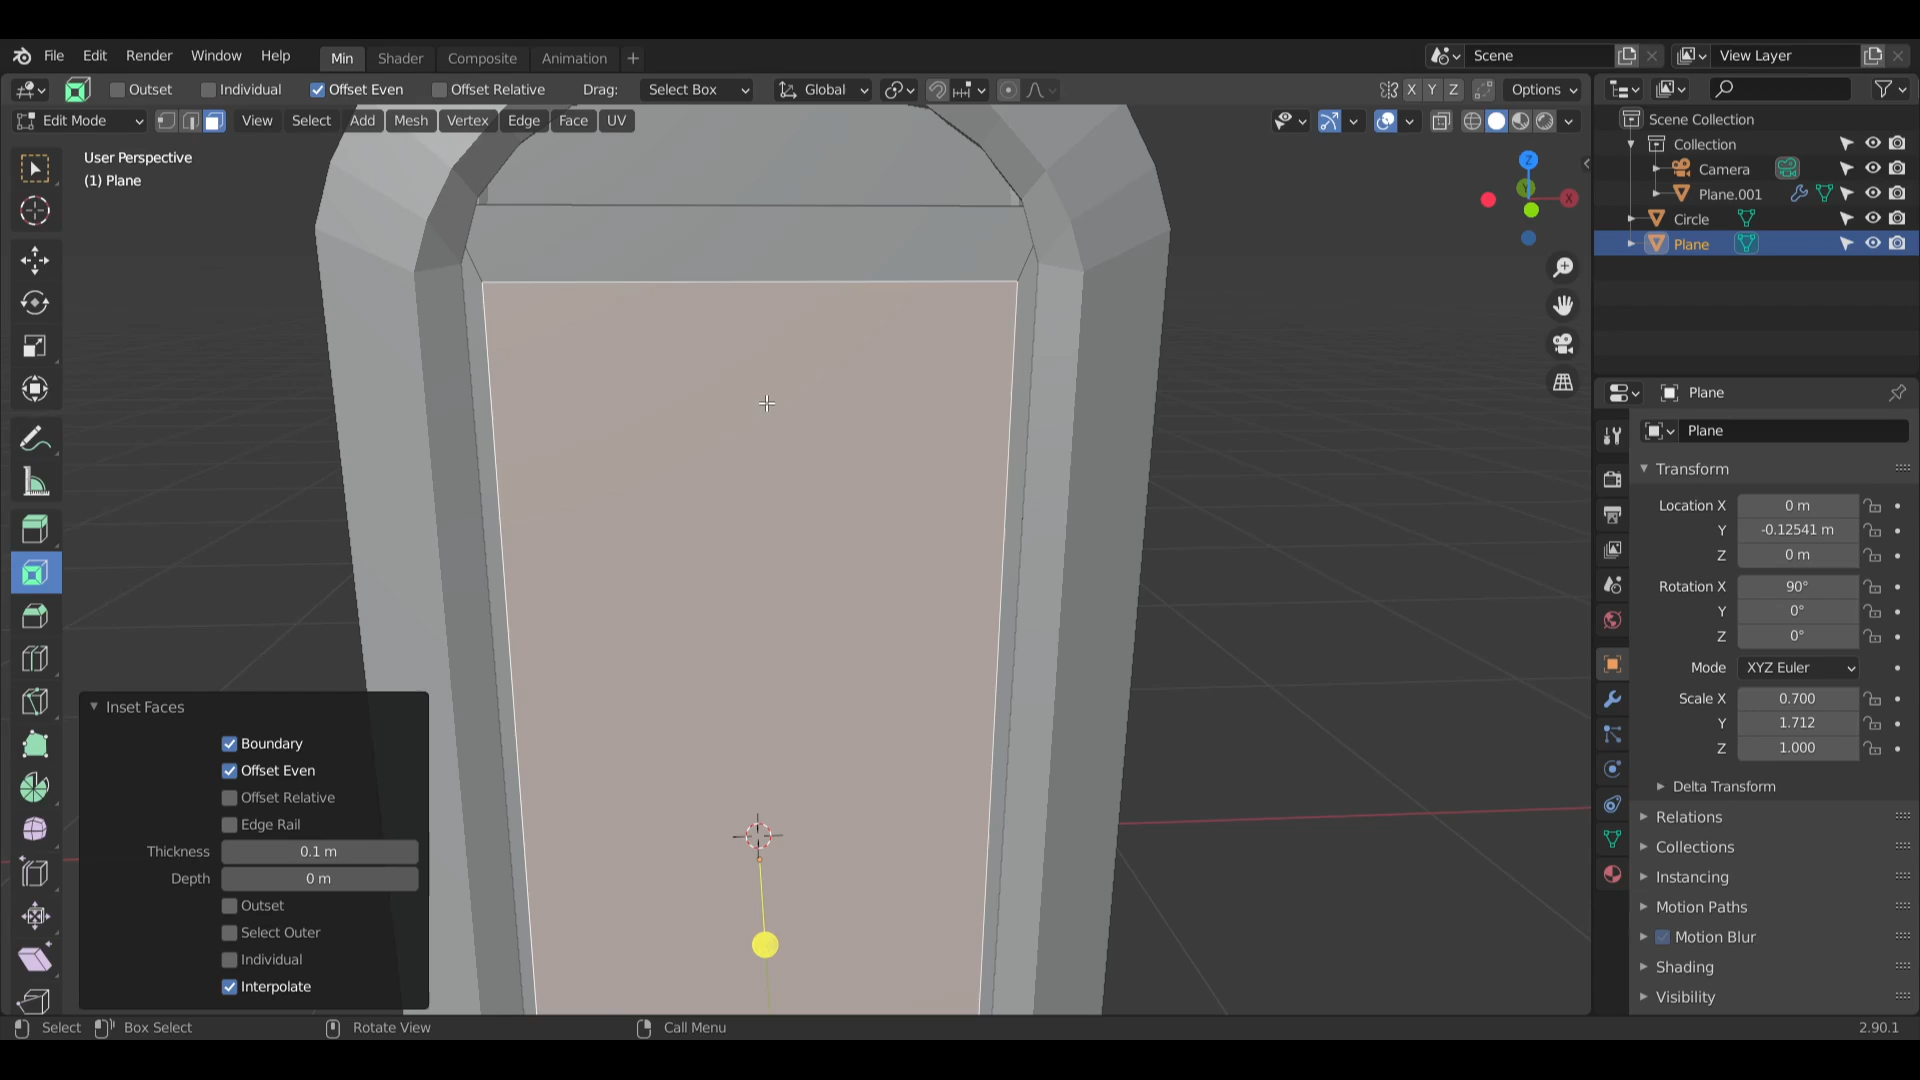 File Edit Render Window Help Min Shader Composite Animation + Scene View Layer
Outset Individual Offset Even Offset Relative Drag: Select Box Global X Y Z Options
Edit Mode View Select Add Mesh Vertex Edge Face UV
User Perspective
(1) Plane
Z
Y
X
Inset Faces
Boundary
Offset Even
Offset Relative
Edge Rail
Thickness 0.1 m
Depth 0 m
Outset
Select Outer
Individual
Interpolate
Scene Collection
Collection
Camera
Plane.001
Circle
Plane
Plane
Plane
Transform
Location X 0 m
Y -0.12541 m
Z 0 m
Rotation X 90°
Y 0°
Z 0°
Mode XYZ Euler
Scale X 0.700
Y 1.712
Z 1.000
Delta Transform
Relations
Collections
Instancing
Motion Paths
Motion Blur
Shading
Visibility
Select Box Select Rotate View Call Menu 2.90.1